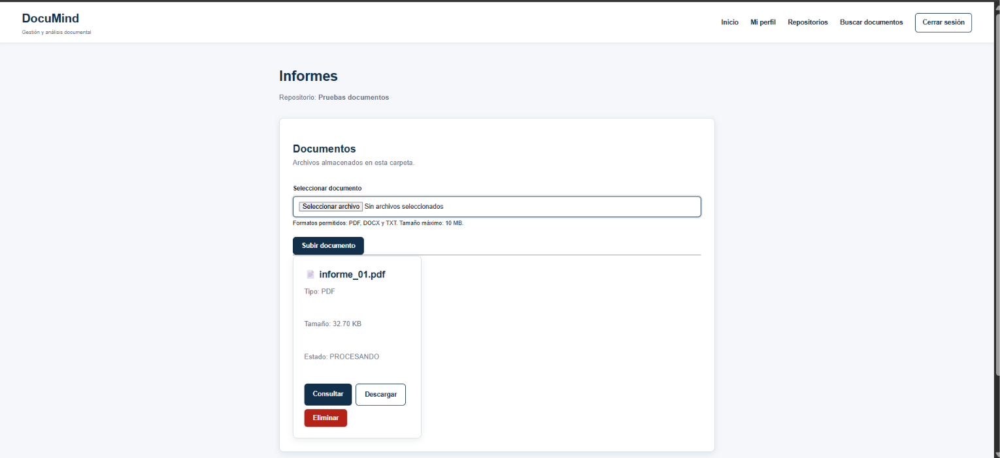 DocuMind
Gestión y análisis documental
Inicio Mi perfil Repositorios Buscar documentos Cerrar sesión
Informes
Repositorio: Pruebas documentos
Documentos
Archivos almacenados en esta carpeta.
Seleccionar documento
Seleccionar archivo Sin archivos seleccionados
Formatos permitidos: PDF, DOCX y TXT. Tamaño máximo: 10 MB.
Subir documento
informe_01.pdf
Tipo: PDF
Tamaño: 32.70 KB
Estado: PROCESANDO
Consultar Descargar
Eliminar